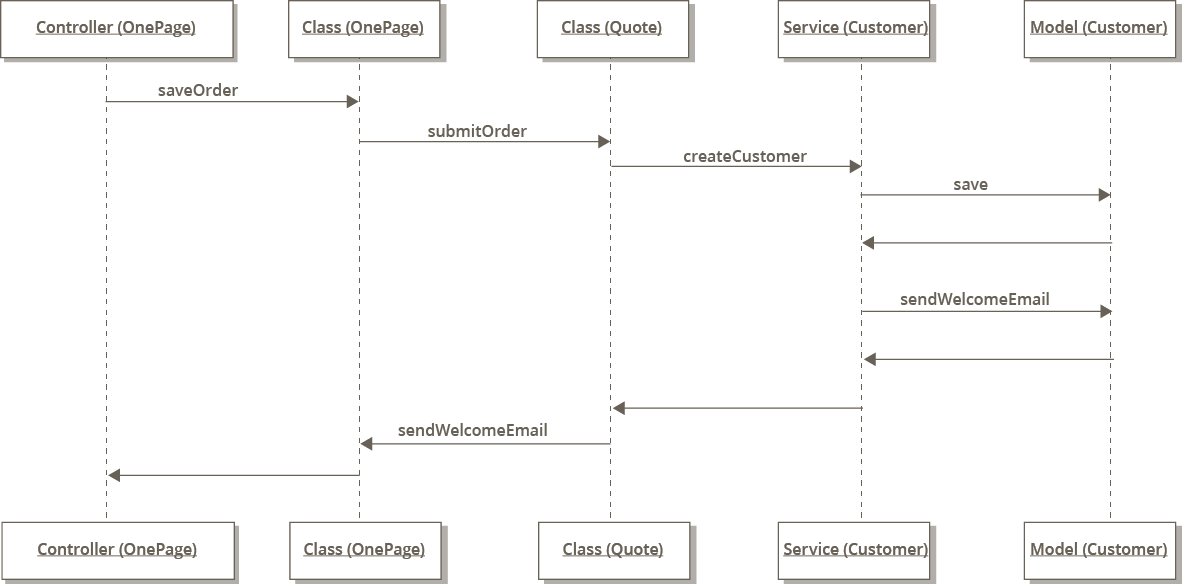 Controller (OnePage)
Class (OnePage)
Class (Quote)
Service (Customer)
Model (Customer)
saveOrder
submitOrder
createCustomer
save
sendWelcomeEmail
sendWelcomeEmail
Controller (OnePage)
Class (OnePage)
Class (Quote)
Service (Customer)
Model (Customer)